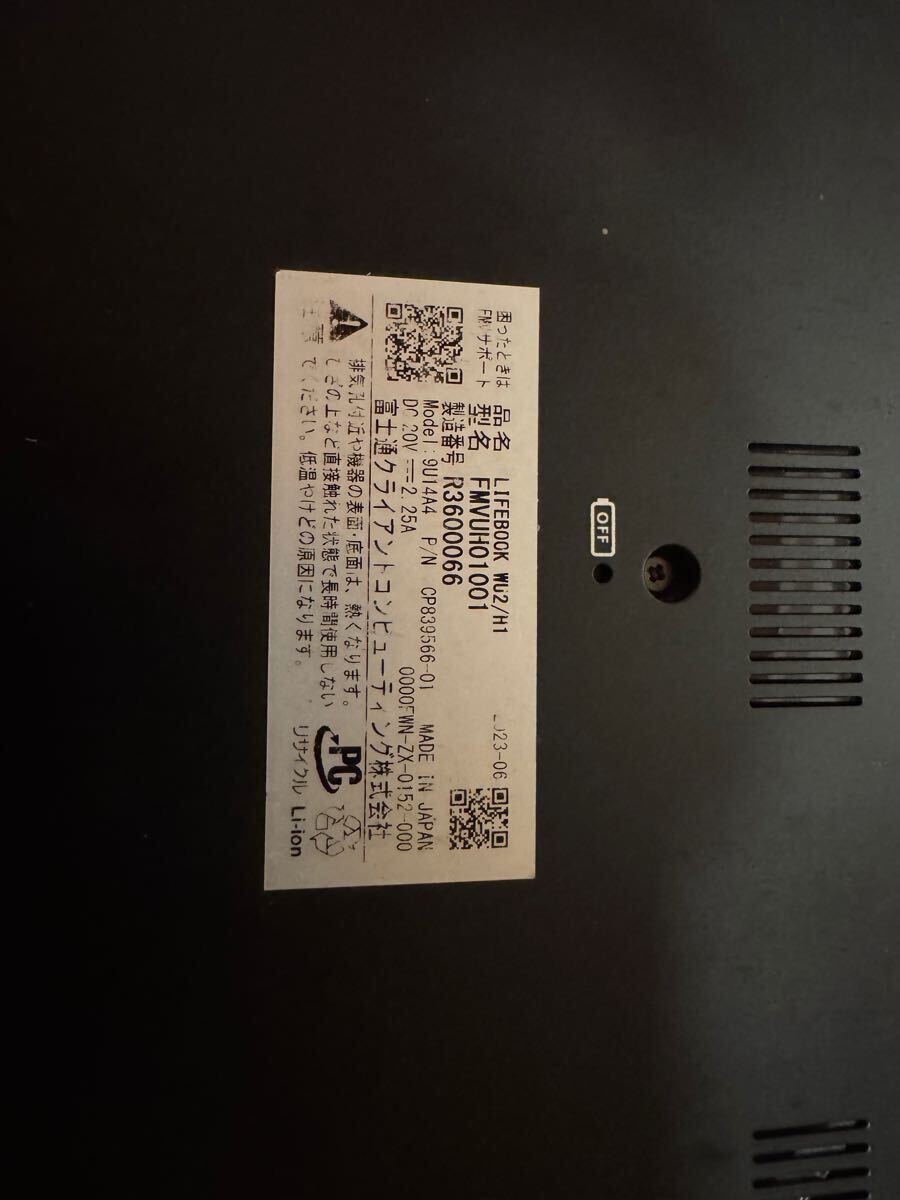 困ったときは
FMVサポート
品名 LIFEBOOK WU2/H1
型名 FMVUH01001
製造番号 R3600066
Model:9U14A4 P/N CP839566-01 MADE IN JAPAN
DC 20V 2.25A 0000FWN-ZX-0152-000
富士通クライアントコンピューティング株式会社
23-06
注意
排気孔付近や機器の表面・底面は、熱くなります。
ひざの上など直接触れた状態で長時間使用しない
でください。低温やけどの原因になります。
PC
リサイクル
Li-ion
OFF